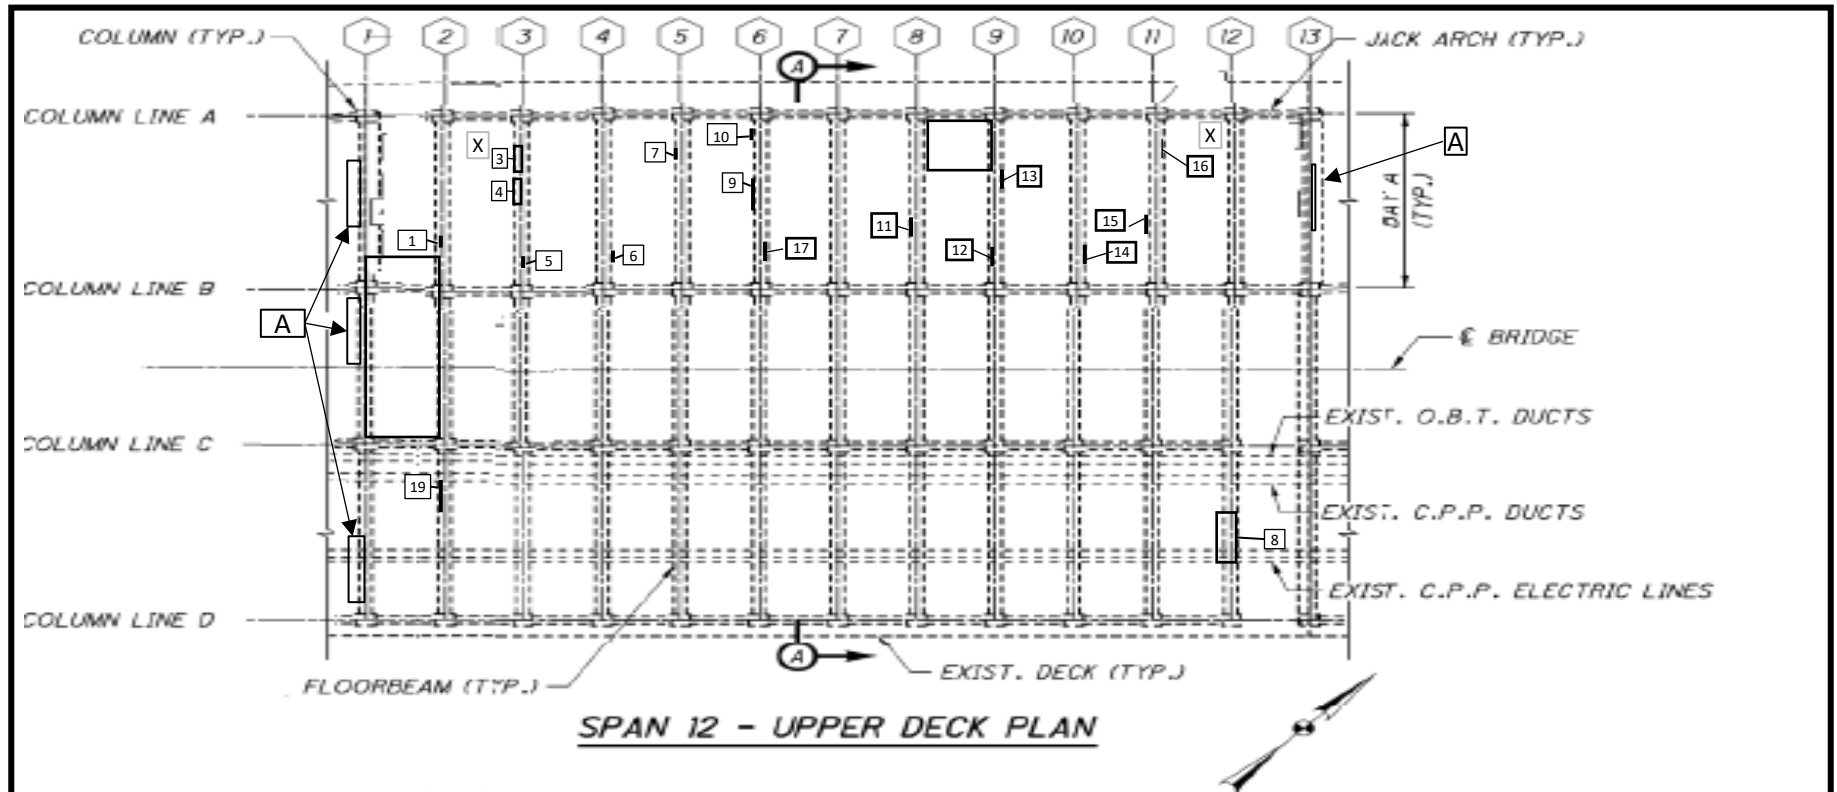 COLUMN (TYP.)
1 2 3 4 5 6 7 8 9 10 11 12 13
JACK ARCH (TYP.)
A
COLUMN LINE A
X
3
7
10
X
16
A
4
9
13
BAY A
(TYP.)
1
5
6
17
11
12
15
14
COLUMN LINE B
A
℄ BRIDGE
EXIST. O.B.T. DUCTS
COLUMN LINE C
19
8
EXIST. C.P.P. DUCTS
EXIST. C.P.P. ELECTRIC LINES
COLUMN LINE D
A
FLOORBEAM (TYP.)
EXIST. DECK (TYP.)
SPAN 12 - UPPER DECK PLAN